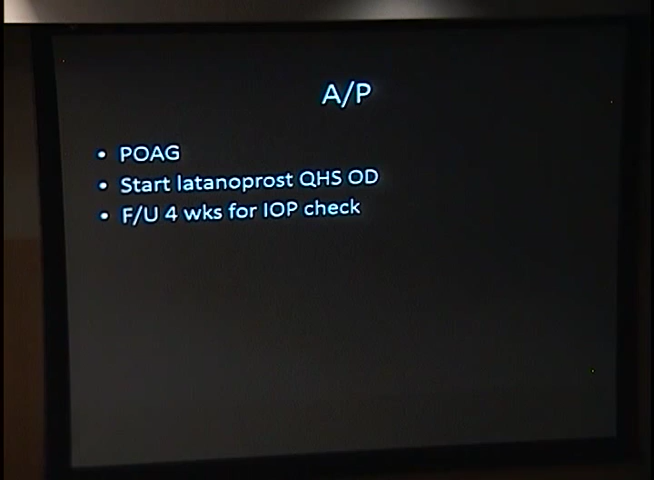 A/P
• POAG
• Start latanoprost QHS OD
• F/U 4 wks for IOP check